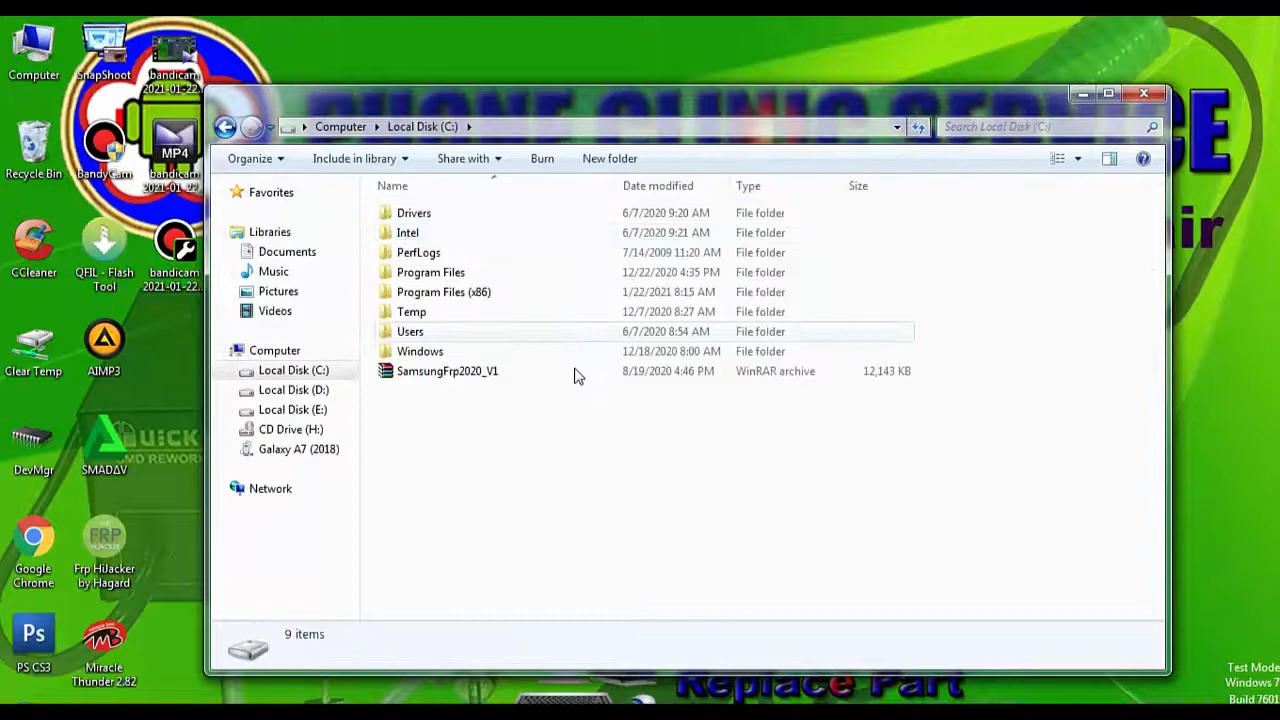 Computer
SnapShoot
bandicam
2021-01-22...
Recycle Bin
BandyCam
MP4
bandicam
2021-01-22...
CCleaner
QFIL - Flash
Tool
bandicam
2021-01-22...
Clear Temp
AIMP3
DevMgr
SMADΔV
QUICK
SMD REWORK
Google
Chrome
FRP
HIJACKER
Frp HiJacker
by Hagard
Ps
PS CS3
Miracle
Thunder 2.82
Computer
Local Disk (C:)
Search Local Disk (C:)
Organize
Include in library
Share with
Burn
New folder
Favorites
Libraries
Documents
Music
Pictures
Videos
Computer
Local Disk (C:)
Local Disk (D:)
Local Disk (E:)
CD Drive (H:)
Galaxy A7 (2018)
Network
Name Date modified Type Size
Drivers 6/7/2020 9:20 AM File folder
Intel 6/7/2020 9:21 AM File folder
PerfLogs 7/14/2009 11:20 AM File folder
Program Files 12/22/2020 4:35 PM File folder
Program Files (x86) 1/22/2021 8:15 AM File folder
Temp 12/7/2020 8:27 AM File folder
Users 6/7/2020 8:54 AM File folder
Windows 12/18/2020 8:00 AM File folder
SamsungFrp2020_V1 8/19/2020 4:46 PM WinRAR archive 12,143 KB
9 items
Replace Part
Test Mode
Windows 7
Build 7601